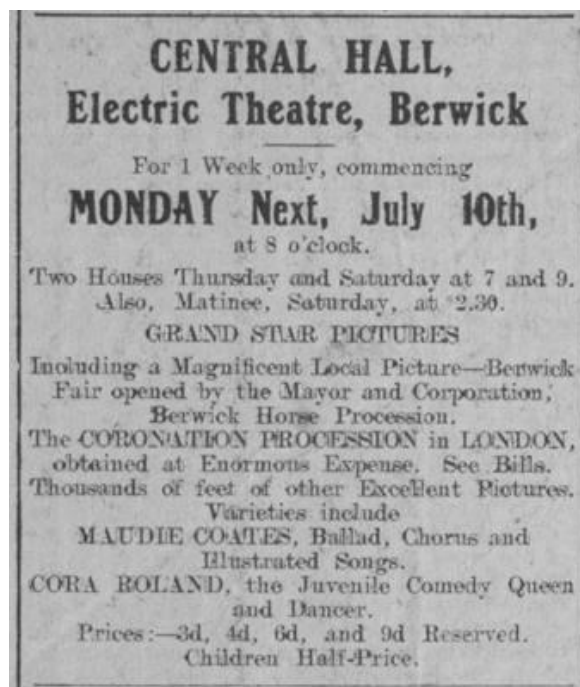 CENTRAL HALL,
Electric Theatre, Berwick
For 1 Week only, commencing
MONDAY Next, July 10th,
at 8 o'clock.
Two Houses Thursday and Saturday at 7 and 9.
Also, Matinee, Saturday, at 2.30.
GRAND STAR PICTURES
Including a Magnificent Local Picture—Berwick
Fair opened by the Mayor and Corporation,
Berwick Horse Procession.
The CORONATION PROCESSION in LONDON,
obtained at Enormous Expense. See Bills.
Thousands of feet of other Excellent Pictures.
Varieties include
MAUDIE COATES, Ballad, Chorus and
Illustrated Songs.
CORA ROLAND, the Juvenile Comedy Queen
and Dancer.
Prices:—3d, 4d, 6d, and 9d Reserved.
Children Half-Price.